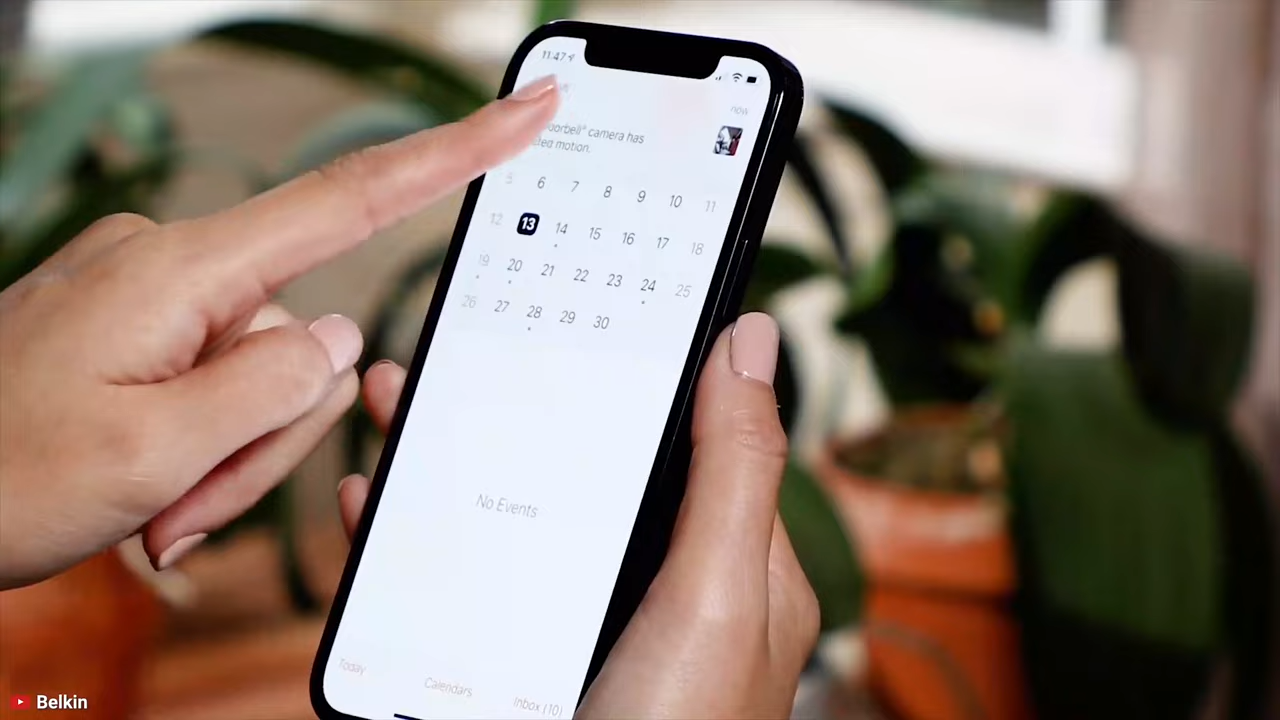 11:47
now
doorbell® camera has
motion.
5 6 7 8 9 10 11
12 13 14 15 16 17 18
19 20 21 22 23 24 25
26 27 28 29 30
No Events
Today Calendars Inbox (10)
Belkin